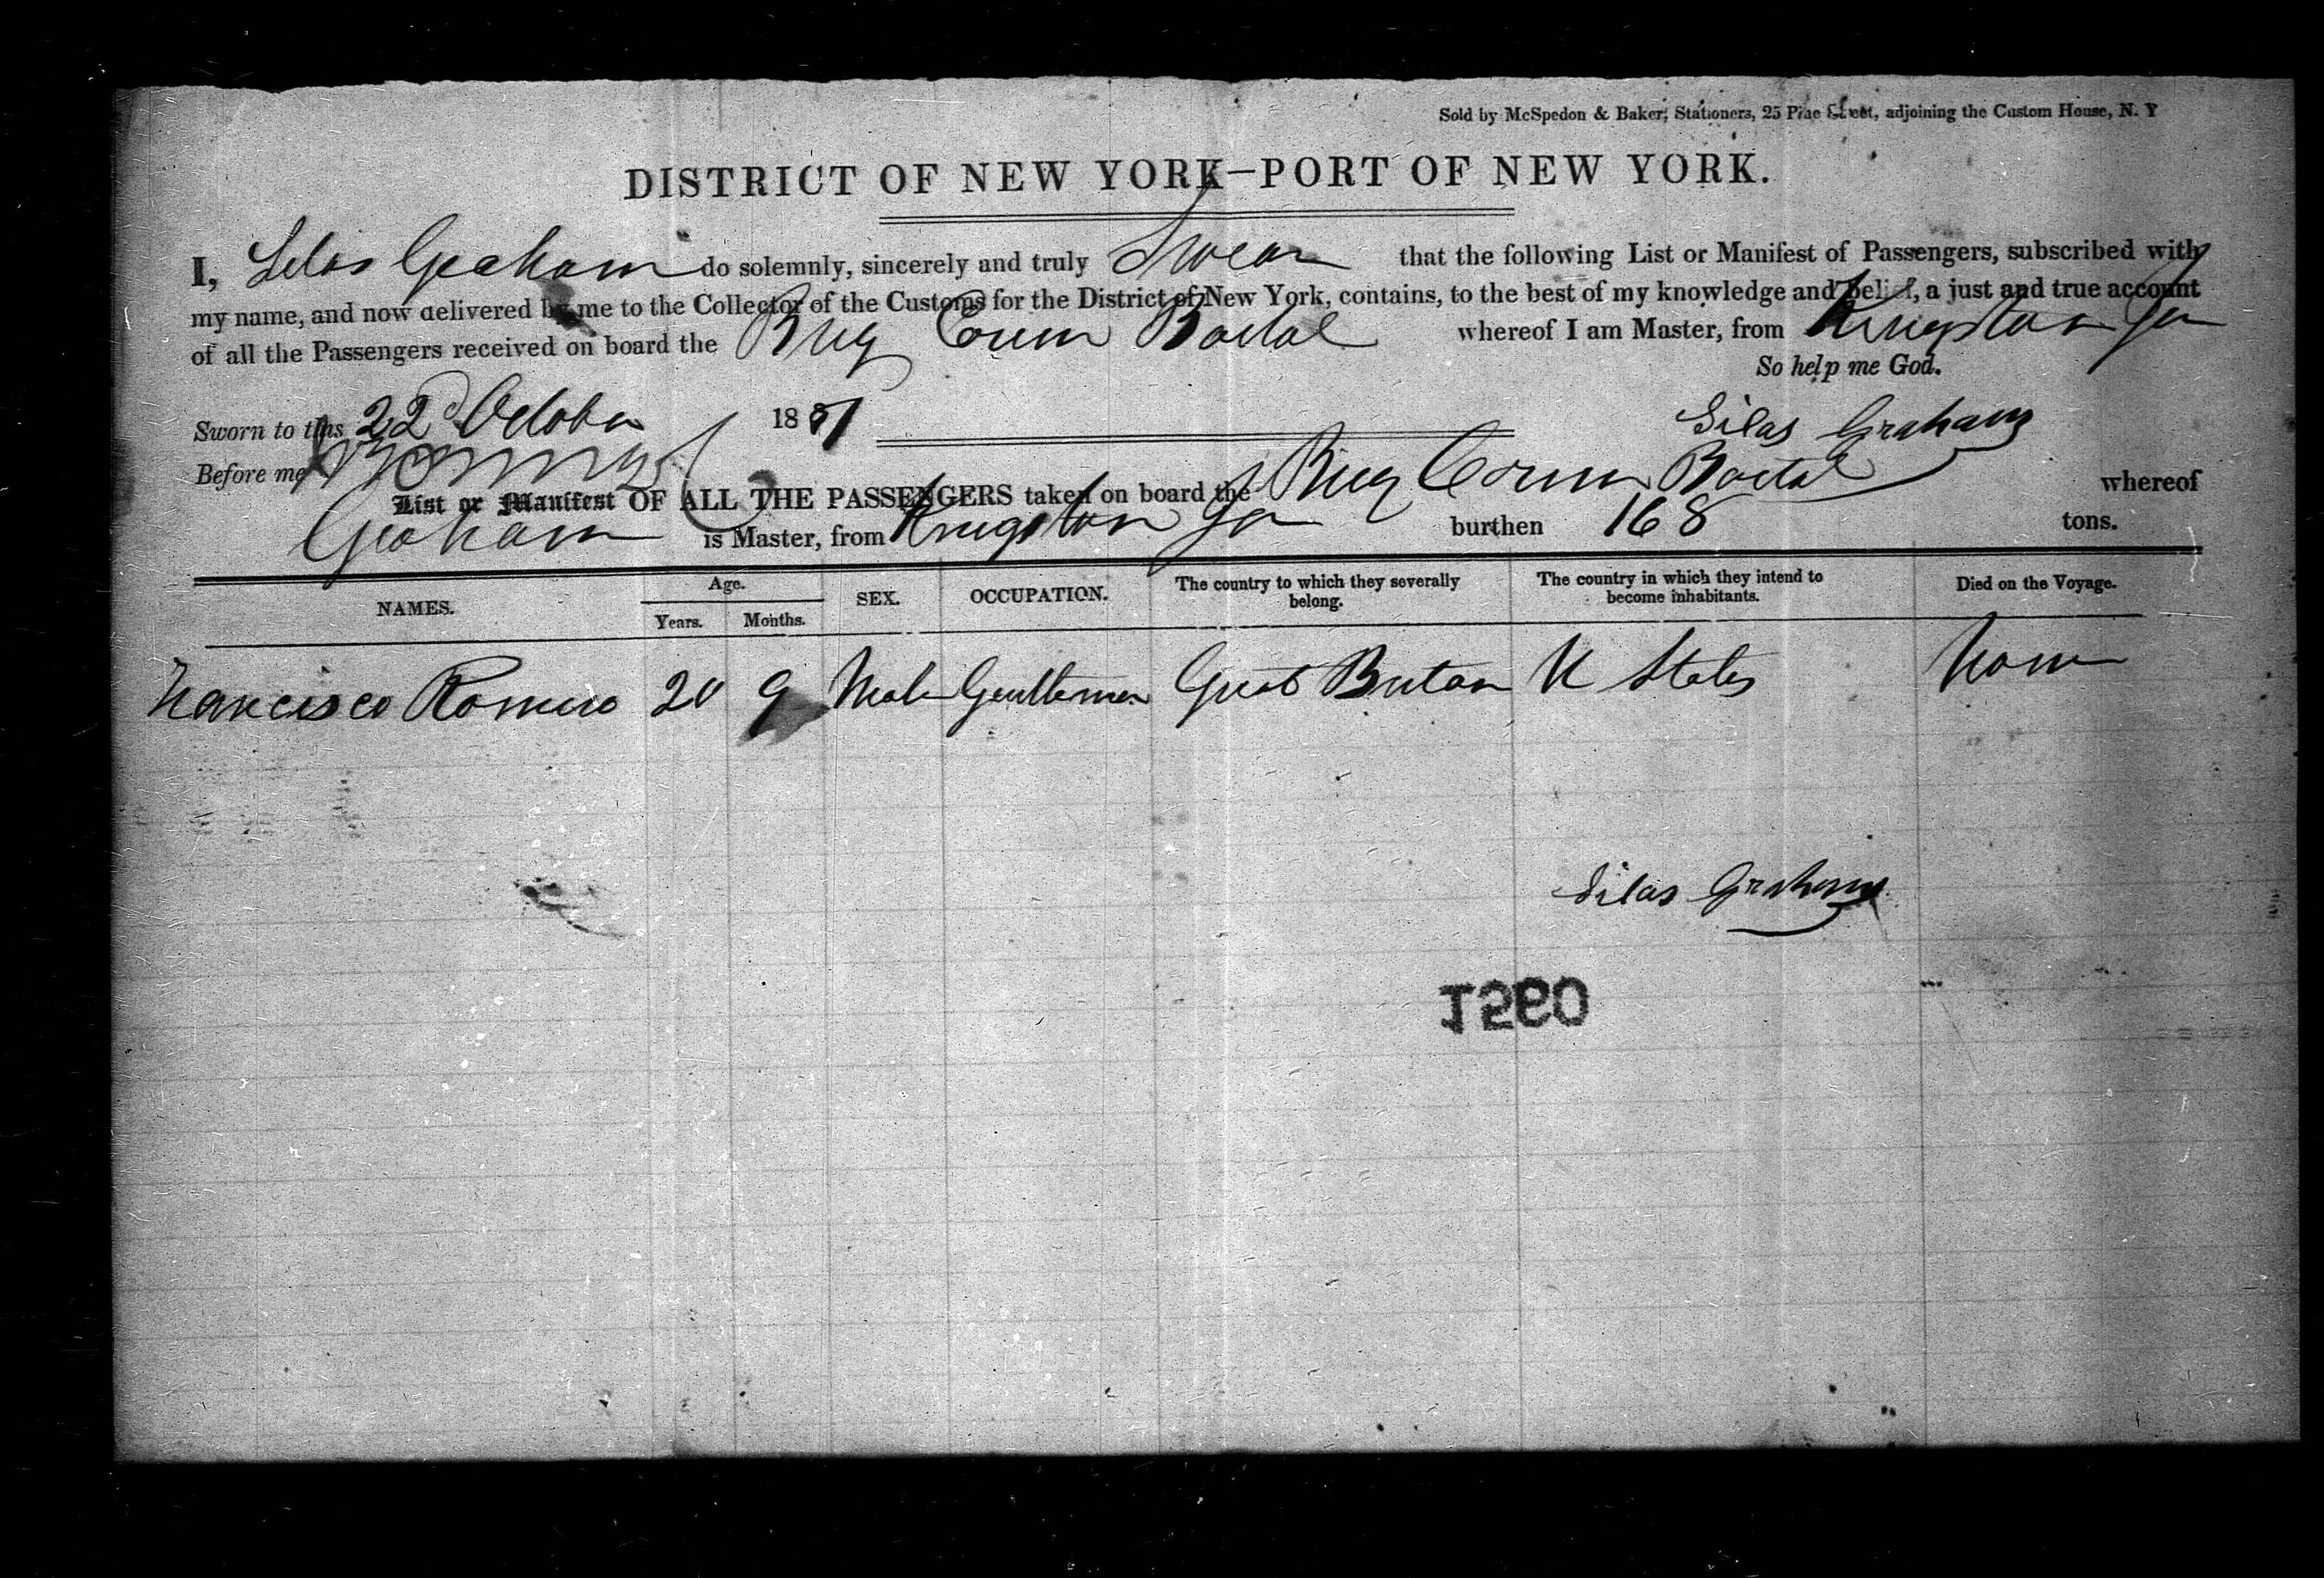 Sold by McSpedon & Baker, Stationers, 25 Pine Street, adjoining the Custom House, N. Y
DISTRICT OF NEW YORK—PORT OF NEW YORK.
I, Silas Graham do solemnly, sincerely and truly Swear that the following List or Manifest of Passengers, subscribed with
my name, and now delivered by me to the Collector of the Customs for the District of New York, contains, to the best of my knowledge and belief, a just and true account
of all the Passengers received on board the Brig whereof I am Master, from Kingston Ja
So help me God.
Sworn to this 22d October 1851 Silas Graham
Before me
List or Manifest OF ALL THE PASSENGERS taken on board the Brig whereof
Graham is Master, from Kingston Ja burthen 168 tons.
NAMES. Age. Years. Months. SEX. OCCUPATION. The country to which they severally belong. The country in which they intend to become inhabitants. Died on the Voyage.
Francisco Romero 20 9 Male Gentleman Great Britan U States None
Silas Graham
1290